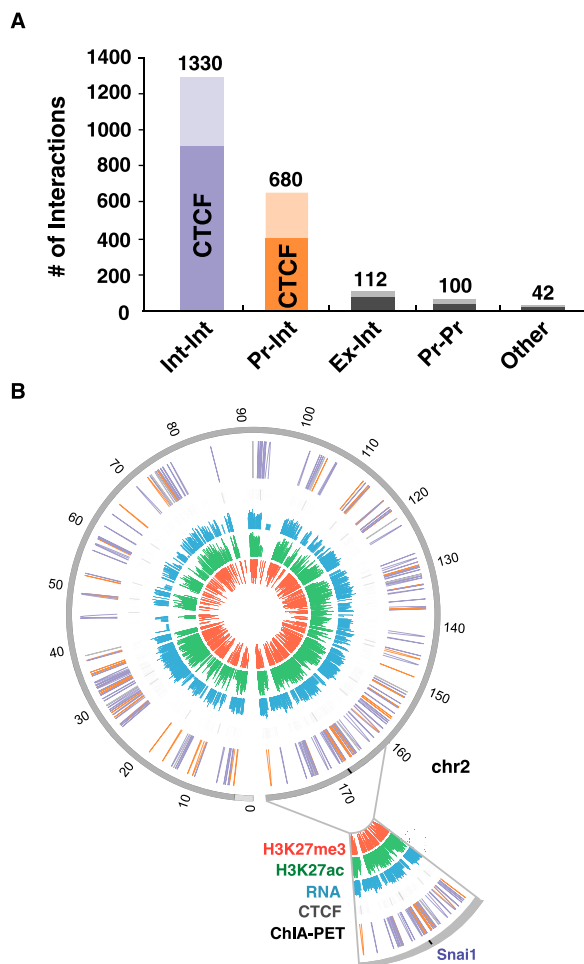 A
# of Interactions
1400
1200
1000
800
600
400
200
0
1330
680
112
100
42
CTCF
CTCF
Int-Int
Pr-Int
Ex-Int
Pr-Pr
Other
B
0
10
20
30
40
50
60
70
80
90
100
110
120
130
140
150
160
170
chr2
H3K27me3
H3K27ac
RNA
CTCF
ChIA-PET
Snai1